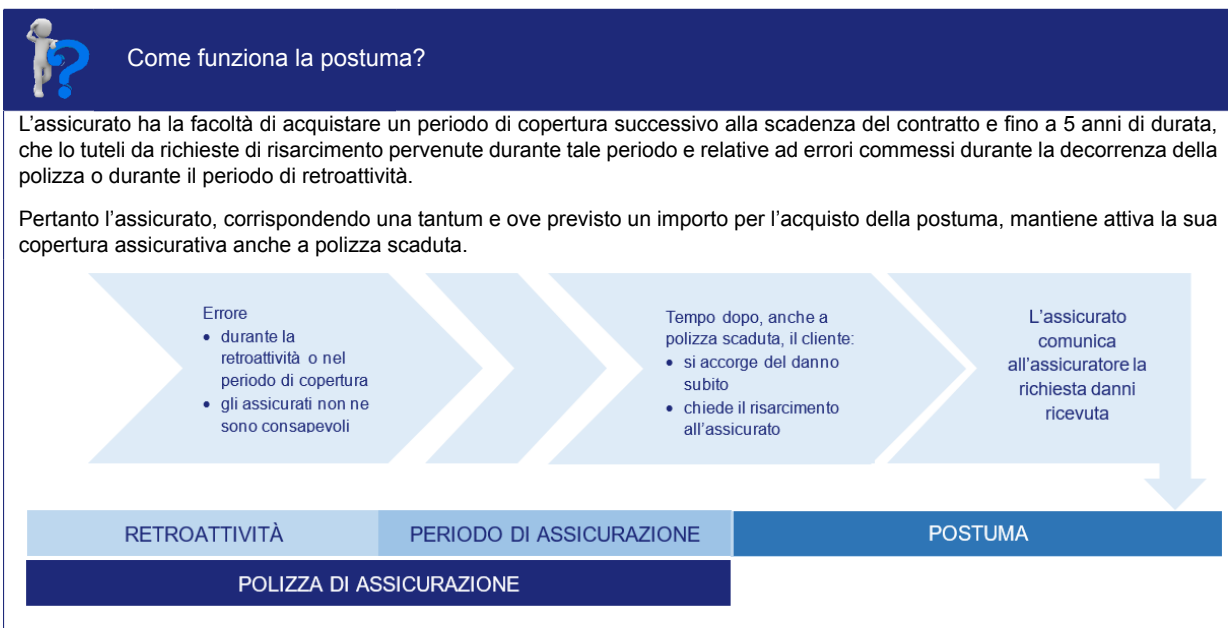 Come funziona la postuma?
L'assicurato ha la facoltà di acquistare un periodo di copertura successivo alla scadenza del contratto e fino a 5 anni di durata,
che lo tuteli da richieste di risarcimento pervenute durante tale periodo e relative ad errori commessi durante la decorrenza della
polizza o durante il periodo di retroattività.
Pertanto l'assicurato, corrispondendo una tantum e ove previsto un importo per l'acquisto della postuma, mantiene attiva la sua
copertura assicurativa anche a polizza scaduta.
Errore
• durante la
retroattività o nel
periodo di copertura
• gli assicurati non ne
sono consapevoli
Tempo dopo, anche a
polizza scaduta, il cliente:
• si accorge del danno
subito
• chiede il risarcimento
all'assicurato
L'assicurato
comunica
all'assicuratore la
richiesta danni
ricevuta
RETROATTIVITÀ
PERIODO DI ASSICURAZIONE
POSTUMA
POLIZZA DI ASSICURAZIONE